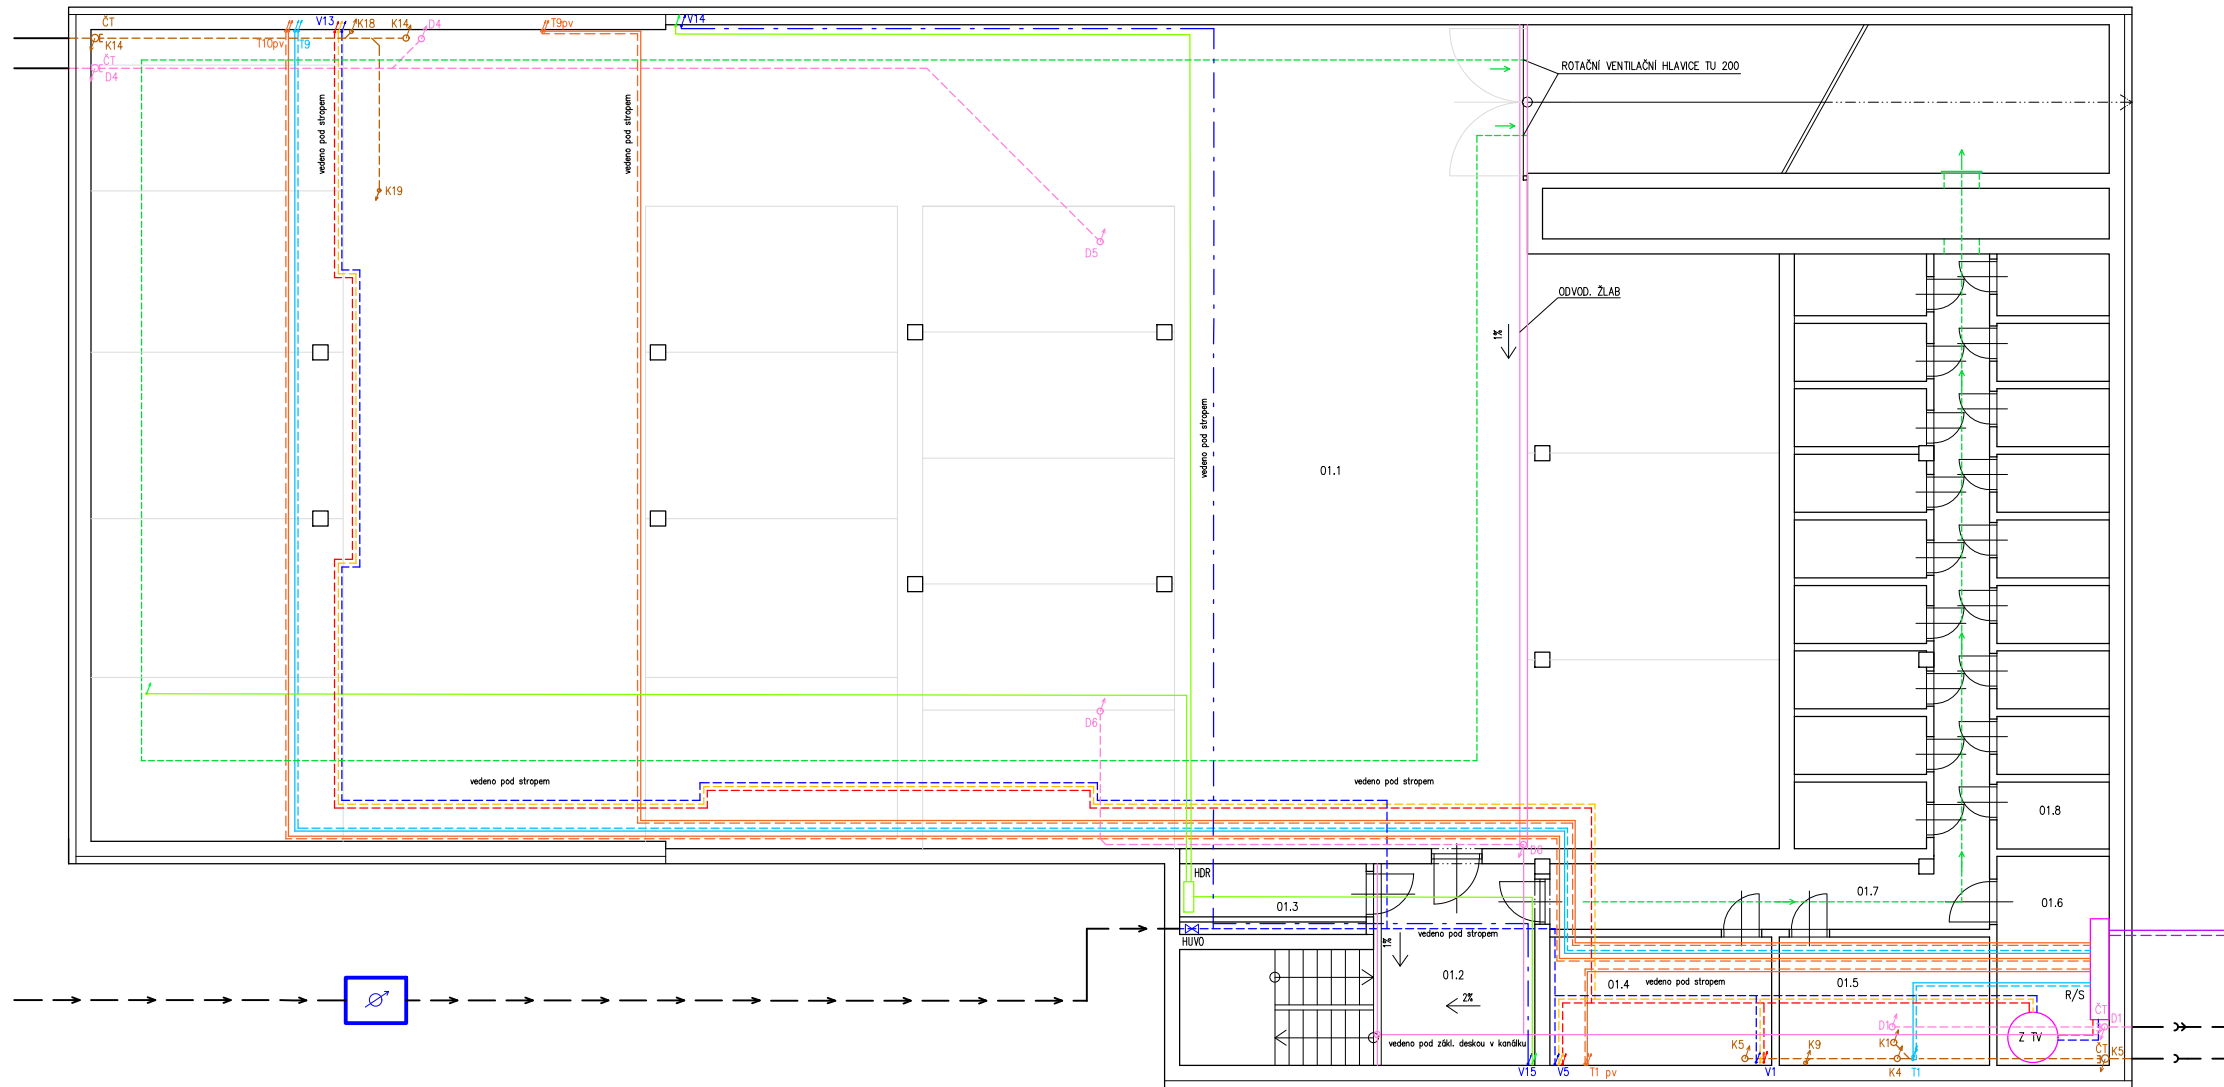 ČT
K14
ČT
D4
T10pv
T9
V13
K18
K14
D4
T9pv
V14
ROTAČNÍ VENTILAČNÍ HLAVICE TU 200
vedeno pod stropem
vedeno pod stropem
K19
D5
ODVOD. ŽLAB
1%
vedeno pod stropem
01.1
D6
vedeno pod stropem
vedeno pod stropem
01.8
D6
HDR
01.3
01.7
01.6
HUVO
1%
vedeno pod stropem
01.2
2%
01.4
vedeno pod stropem
01.5
R/S
ČT
D1
D1
Z TV
vedeno pod zákl. deskou v kanálku
K5
K9
K1
ČT
K5
V15
V5
T1 pv
V1
K4
T1